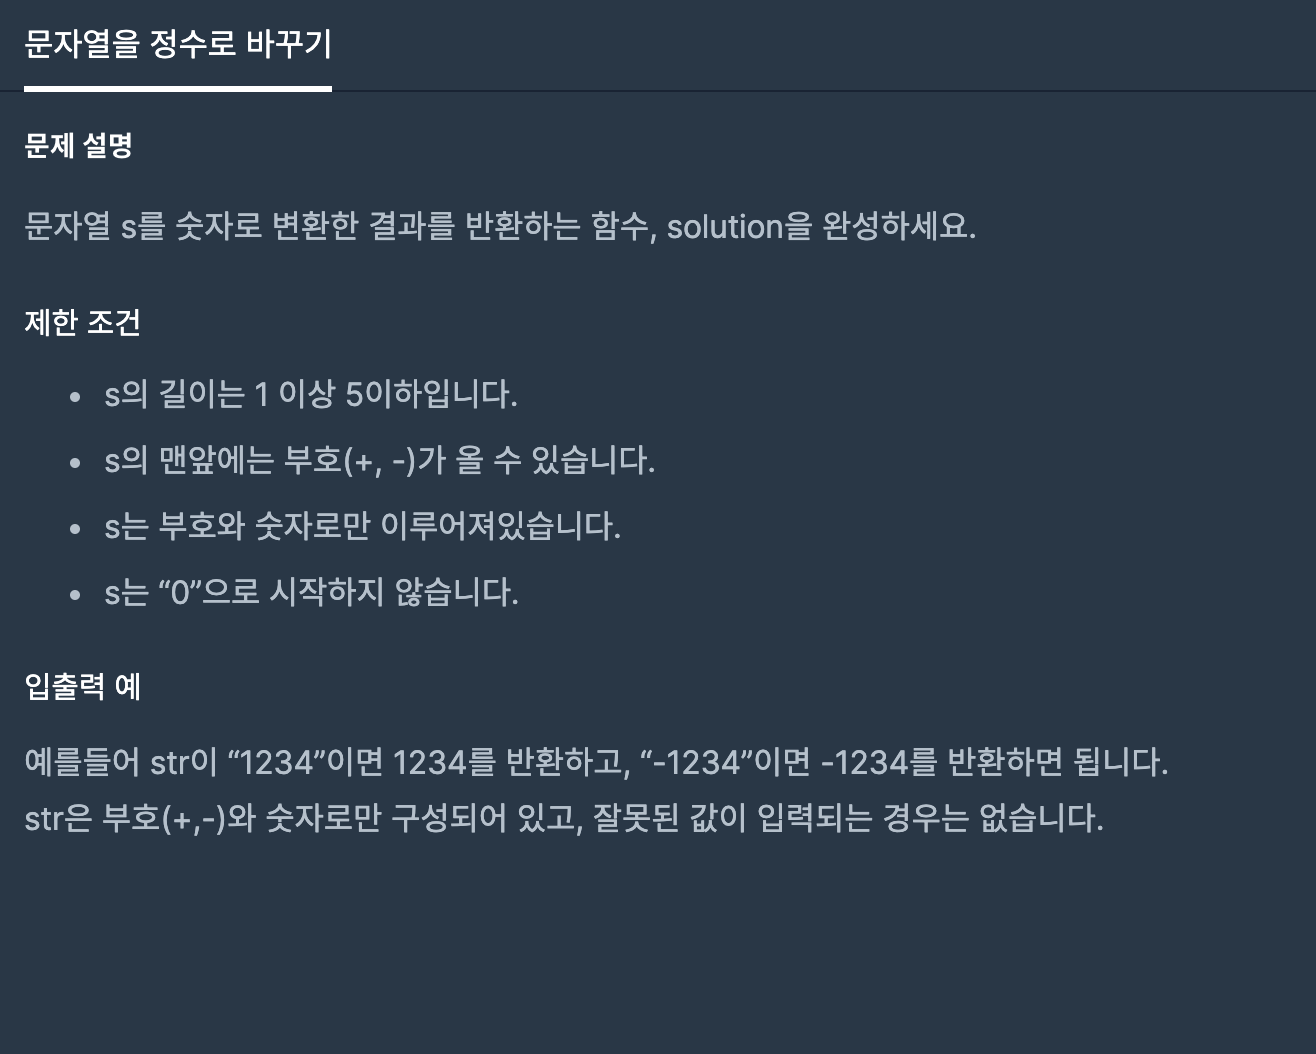 문자열을 정수로 바꾸기
문제 설명
문자열 s를 숫자로 변환한 결과를 반환하는 함수, solution을 완성하세요.
제한 조건
• s의 길이는 1 이상 5이하입니다.
• s의 맨앞에는 부호(+, -)가 올 수 있습니다.
• s는 부호와 숫자로만 이루어져있습니다.
• s는 “0”으로 시작하지 않습니다.
입출력 예
예를들어 str이 “1234”이면 1234를 반환하고, “-1234”이면 -1234를 반환하면 됩니다.
str은 부호(+,-)와 숫자로만 구성되어 있고, 잘못된 값이 입력되는 경우는 없습니다.